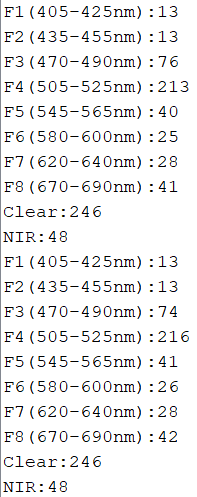 F1(405-425nm):13
F2(435-455nm):13
F3(470-490nm):76
F4(505-525nm):213
F5(545-565nm):40
F6(580-600nm):25
F7(620-640nm):28
F8(670-690nm):41
Clear:246
NIR:48
F1(405-425nm):13
F2(435-455nm):13
F3(470-490nm):74
F4(505-525nm):216
F5(545-565nm):41
F6(580-600nm):26
F7(620-640nm):28
F8(670-690nm):42
Clear:246
NIR:48